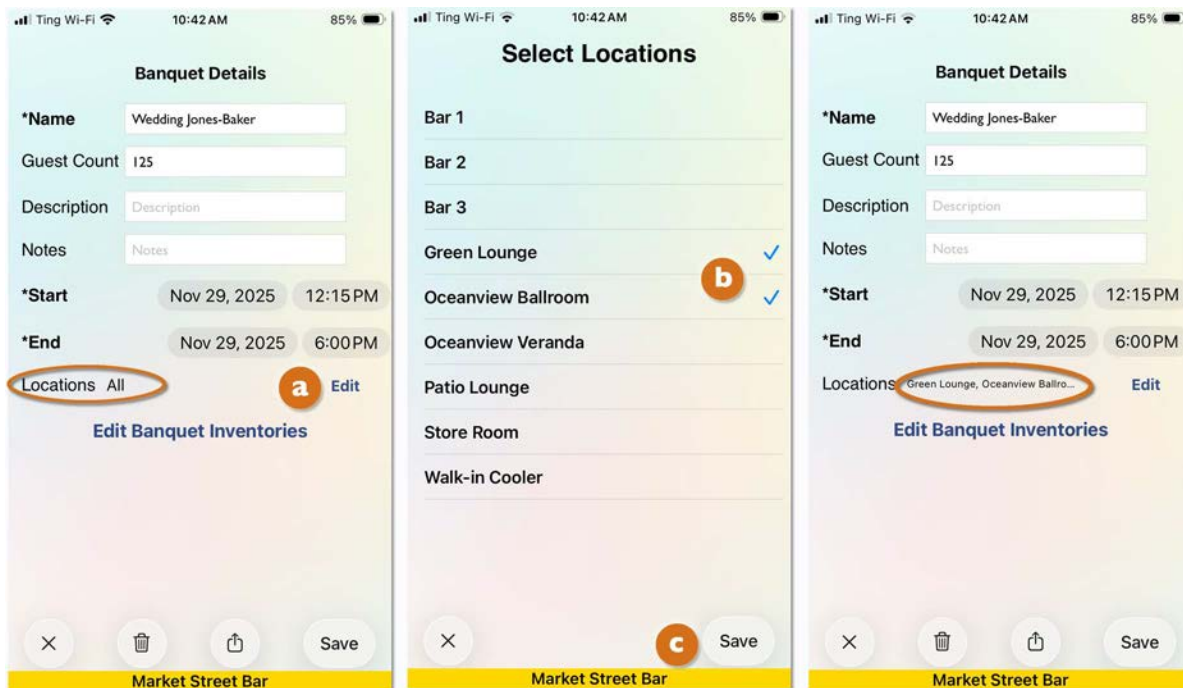 Ting Wi-Fi 10:42 AM 85%
Banquet Details
*Name Wedding Jones-Baker
Guest Count 125
Description Description
Notes Notes
*Start Nov 29, 2025 12:15 PM
*End Nov 29, 2025 6:00 PM
Locations All a Edit
Edit Banquet Inventories
Save
Market Street Bar
Ting Wi-Fi 10:42 AM 85%
Select Locations
Bar 1
Bar 2
Bar 3
Green Lounge
b
Oceanview Ballroom
Oceanview Veranda
Patio Lounge
Store Room
Walk-in Cooler
c Save
Market Street Bar
Ting Wi-Fi 10:42 AM 85%
Banquet Details
*Name Wedding Jones-Baker
Guest Count 125
Description Description
Notes Notes
*Start Nov 29, 2025 12:15 PM
*End Nov 29, 2025 6:00 PM
Locations Green Lounge, Oceanview Ballro... Edit
Edit Banquet Inventories
Save
Market Street Bar